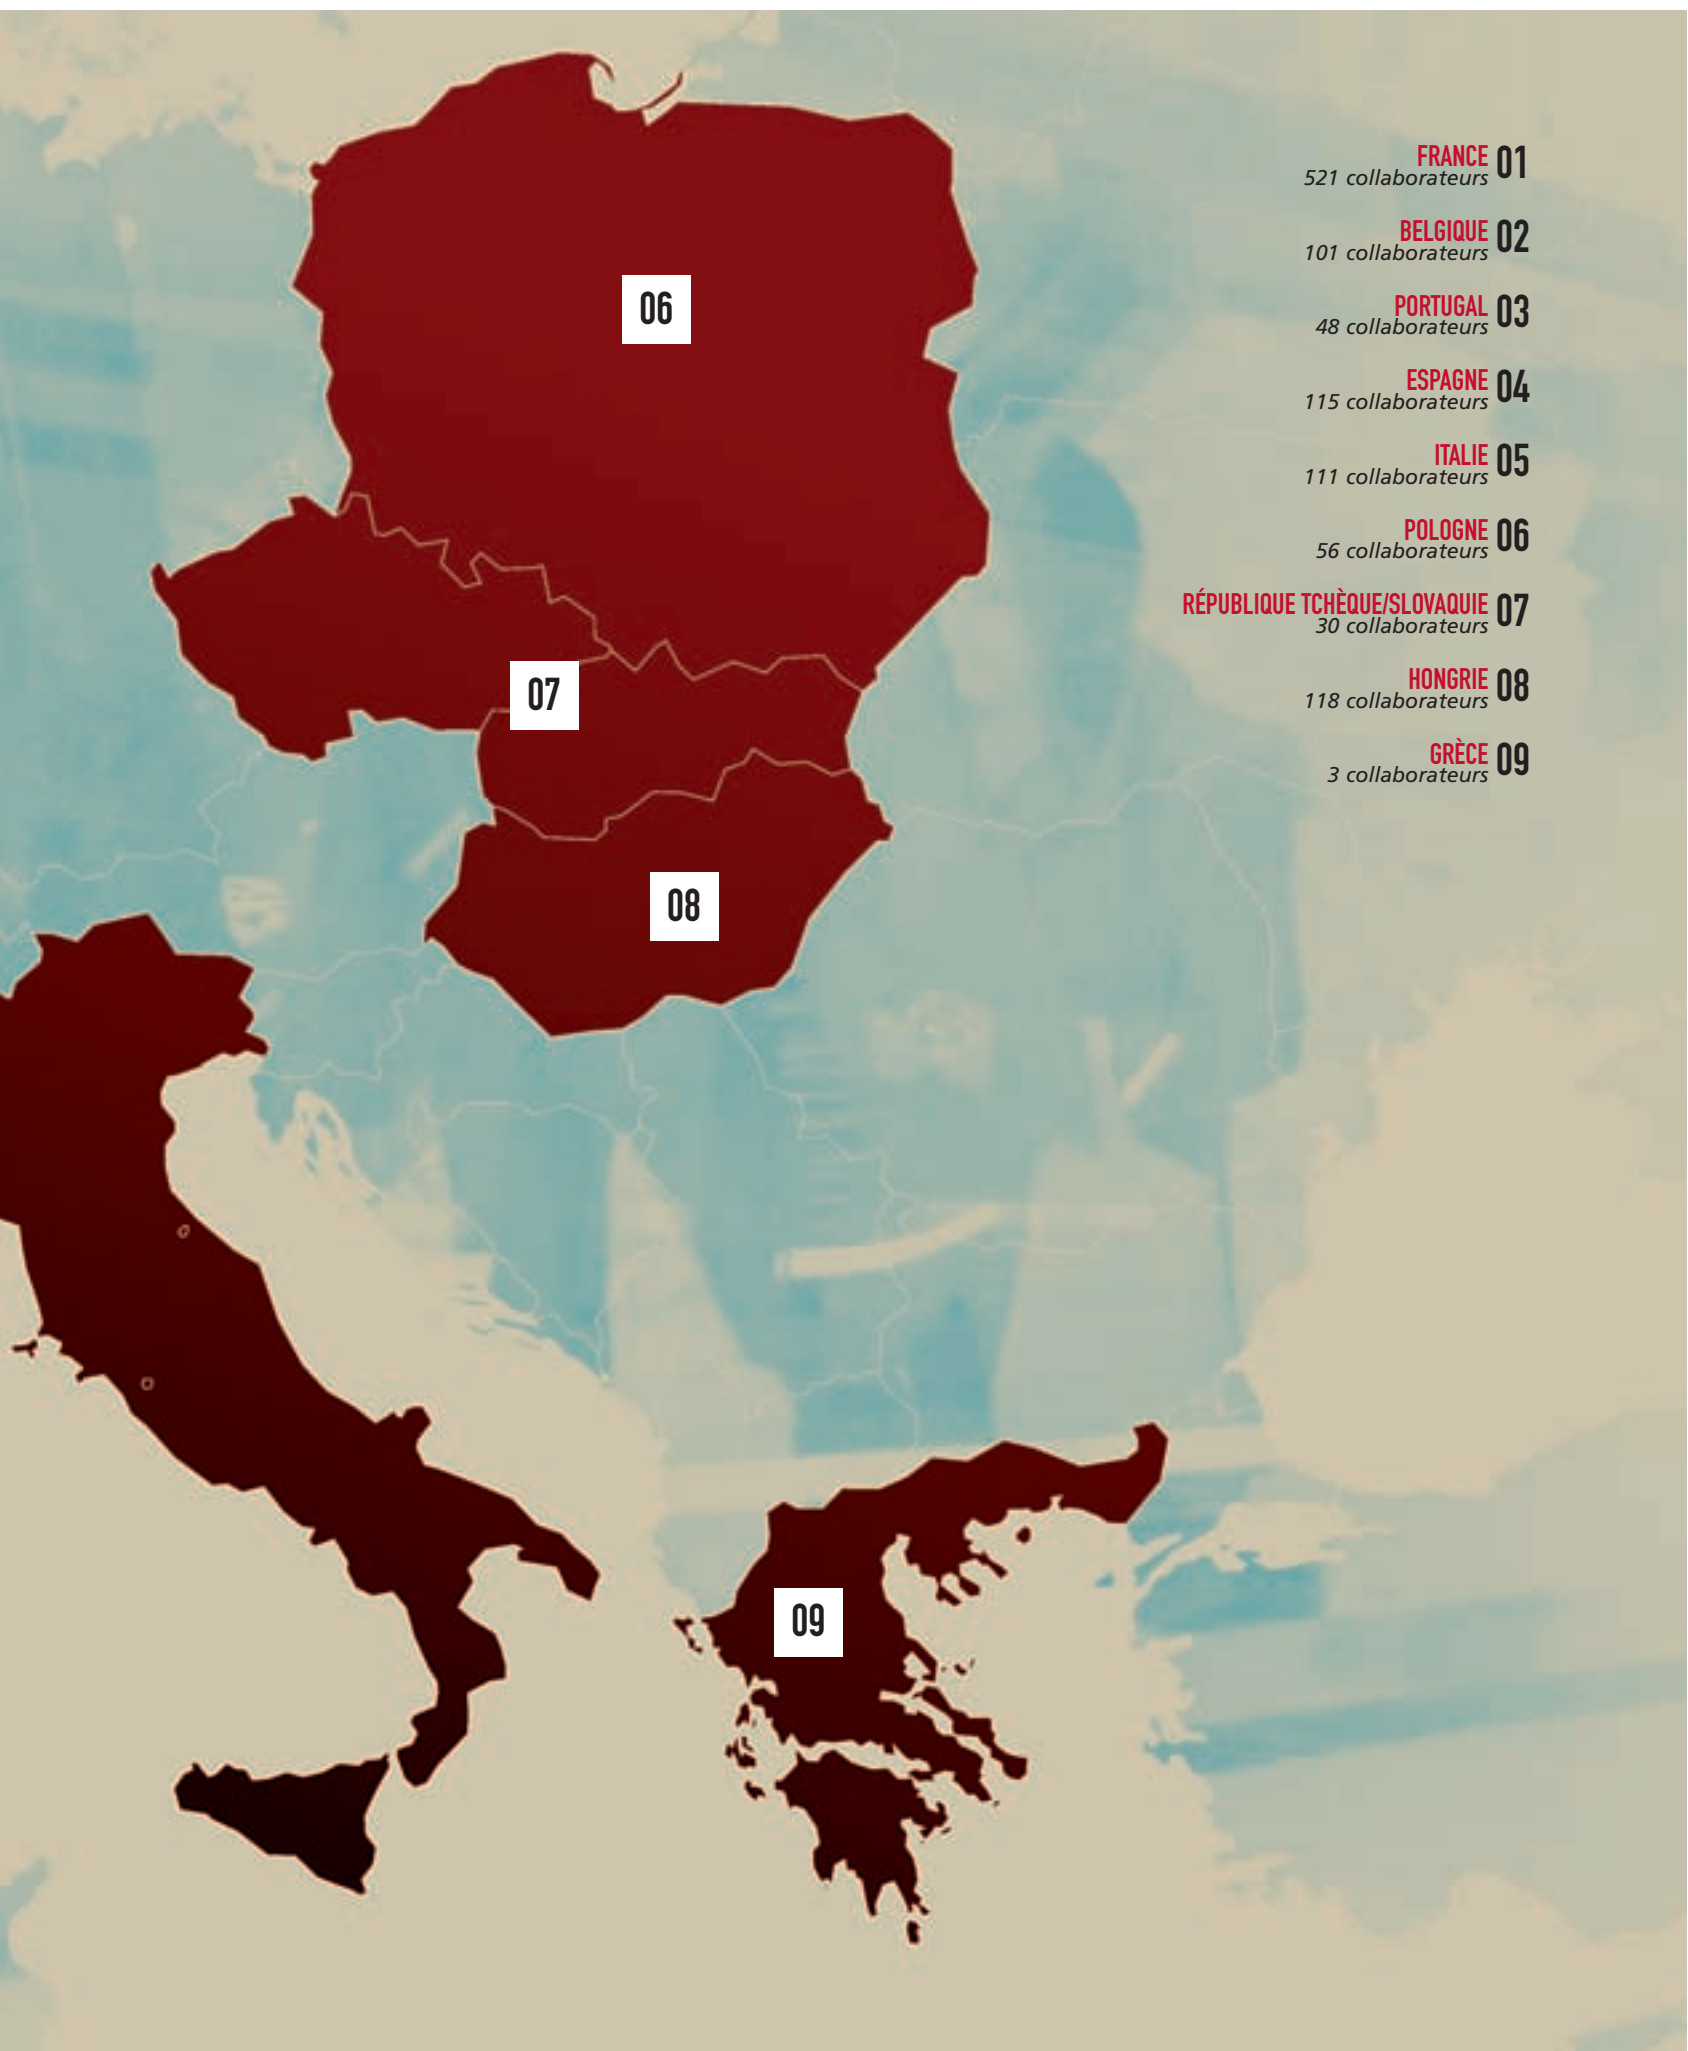 FRANCE 01
521 collaborateurs
BELGIQUE 02
101 collaborateurs
PORTUGAL 03
48 collaborateurs
ESPAGNE 04
115 collaborateurs
ITALIE 05
111 collaborateurs
POLOGNE 06
56 collaborateurs
RÉPUBLIQUE TCHÈQUE/SLOVAQUIE 07
30 collaborateurs
HONGRIE 08
118 collaborateurs
GRÈCE 09
3 collaborateurs
06
07
08
09